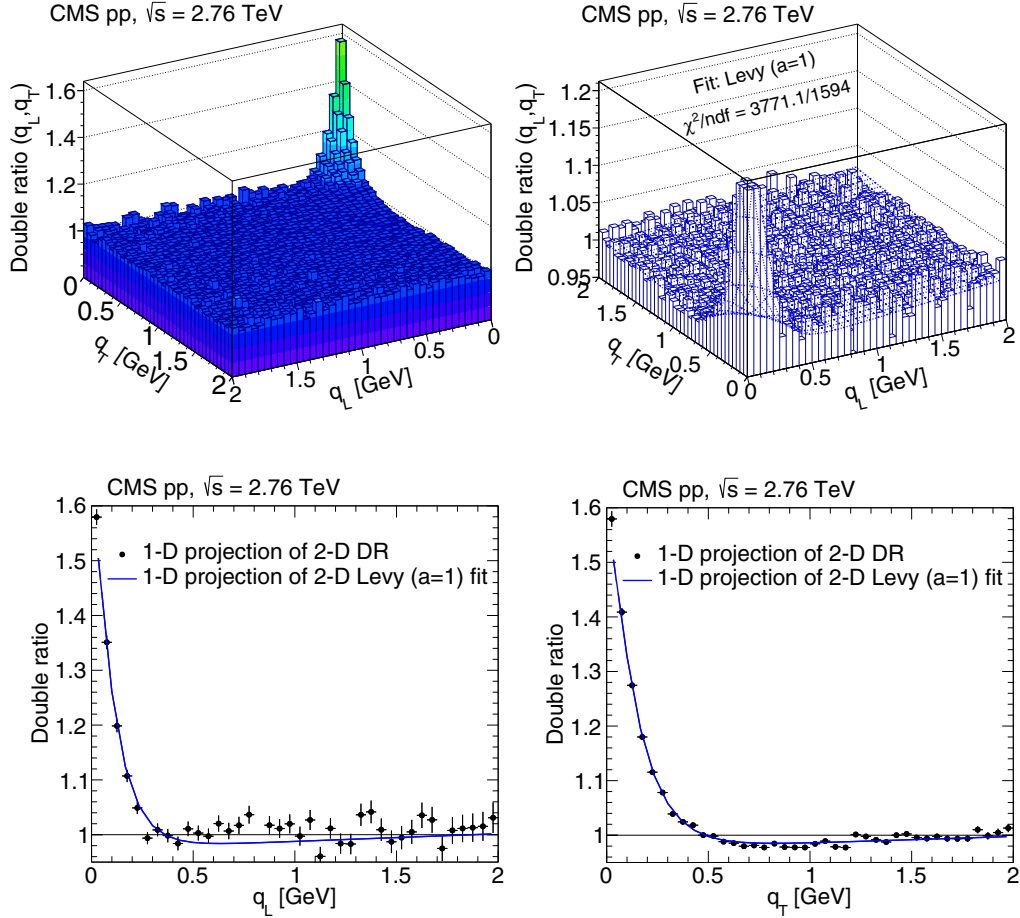 CMS pp, √s = 2.76 TeV
Double ratio (q_L,q_T)
1.6
1.4
1.2
1
0
0.5
1
1.5
2
q_T [GeV]
2
1.5
1
0.5
0
q_L [GeV]
CMS pp, √s = 2.76 TeV
Fit: Levy (a=1)
χ²/ndf = 3771.1/1594
Double ratio (q_L,q_T)
1.2
1.15
1.1
1.05
1
0.95
2
1.5
1
0.5
0
q_T [GeV]
0
0.5
1
1.5
2
q_L [GeV]
CMS pp, √s = 2.76 TeV
1-D projection of 2-D DR
1-D projection of 2-D Levy (a=1) fit
Double ratio
1.6
1.5
1.4
1.3
1.2
1.1
1
0
0.5
1
1.5
2
q_L [GeV]
CMS pp, √s = 2.76 TeV
1-D projection of 2-D DR
1-D projection of 2-D Levy (a=1) fit
Double ratio
1.6
1.5
1.4
1.3
1.2
1.1
1
0
0.5
1
1.5
2
q_T [GeV]